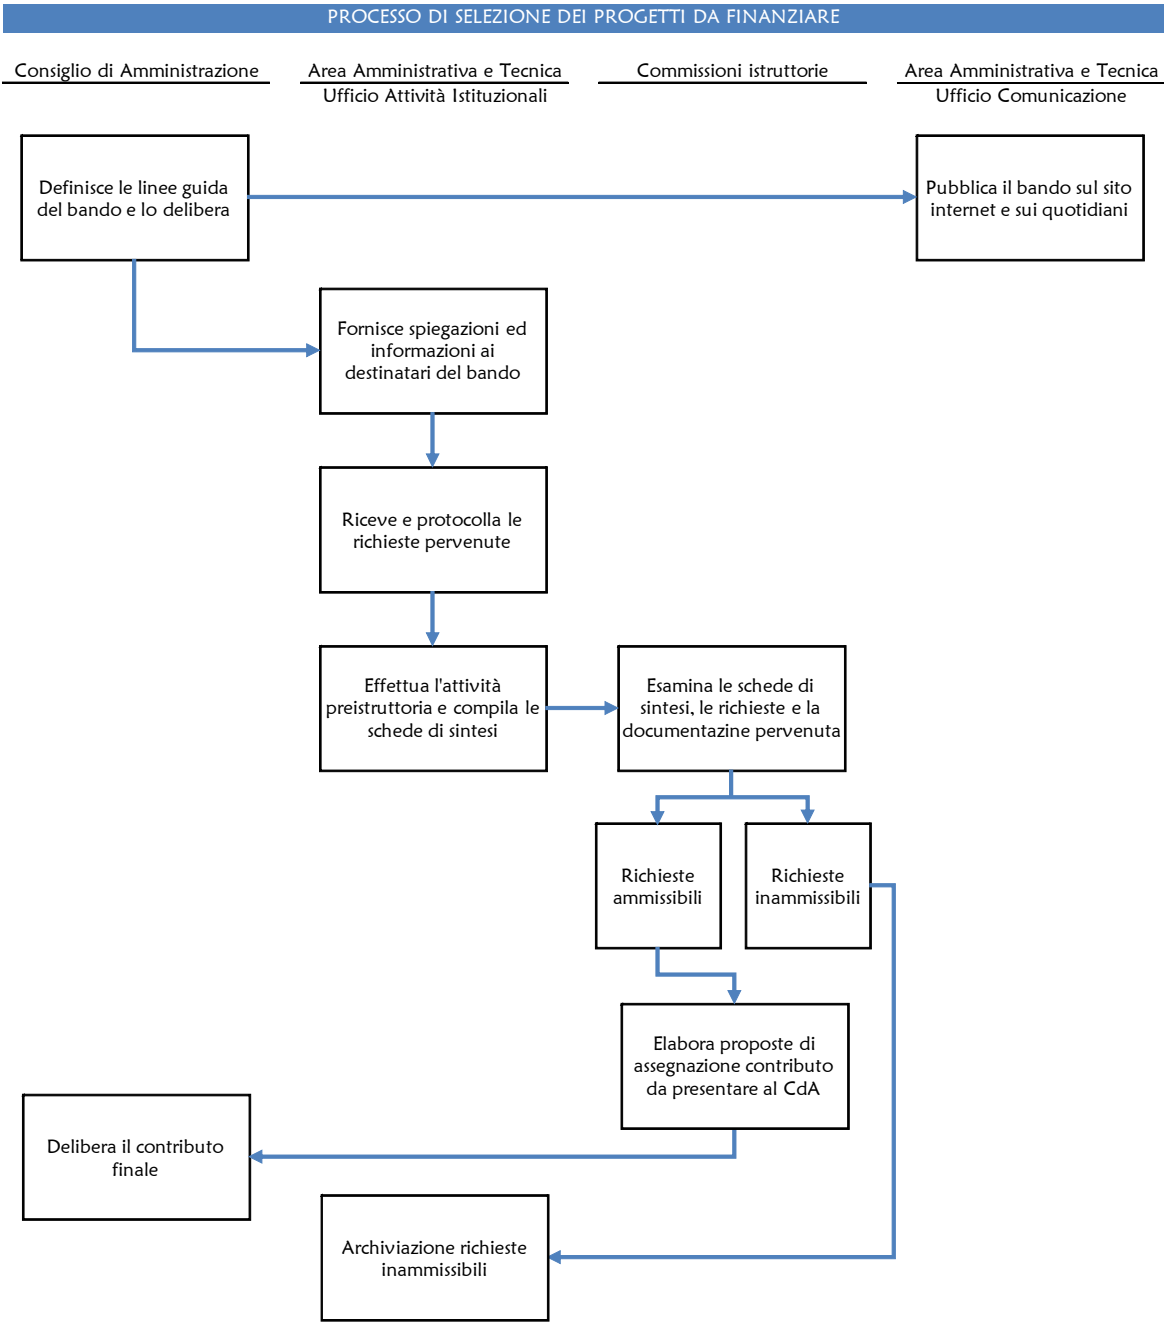 PROCESSO DI SELEZIONE DEI PROGETTI DA FINANZIARE
Consiglio di Amministrazione
Area Amministrativa e Tecnica
Ufficio Attività Istituzionali
Commissioni istruttorie
Area Amministrativa e Tecnica
Ufficio Comunicazione
Definisce le linee guida
del bando e lo delibera
Pubblica il bando sul sito
internet e sui quotidiani
Fornisce spiegazioni ed
informazioni ai
destinatari del bando
Riceve e protocolla le
richieste pervenute
Effettua l'attività
preistruttoria e compila le
schede di sintesi
Esamina le schede di
sintesi, le richieste e la
documentazine pervenuta
Richieste
ammissibili
Richieste
inammissibili
Elabora proposte di
assegnazione contributo
da presentare al CdA
Delibera il contributo
finale
Archiviazione richieste
inammissibili